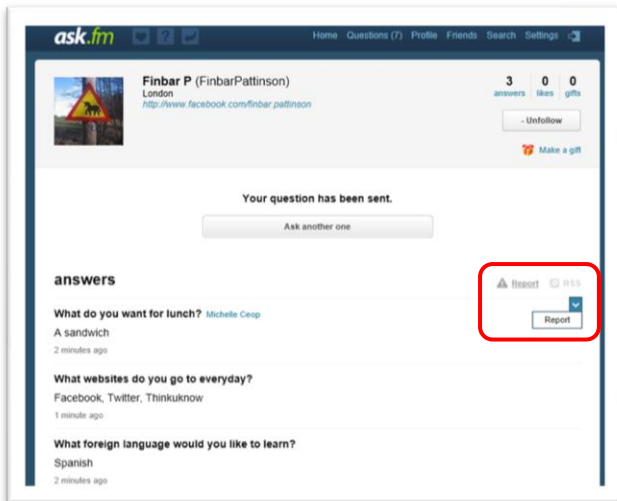 ask.fm
Home Questions (7) Profile Friends Search Settings
Finbar P (FinbarPattinson)
London
http://www.facebook.com/finbar.pattinson
3 0 0
answers likes gifts
- Unfollow
Make a gift
Your question has been sent.
Ask another one
answers
Report RSS
What do you want for lunch? Michelle Ceop
Report
A sandwich
2 minutes ago
What websites do you go to everyday?
Facebook, Twitter, Thinkuknow
1 minute ago
What foreign language would you like to learn?
Spanish
2 minutes ago